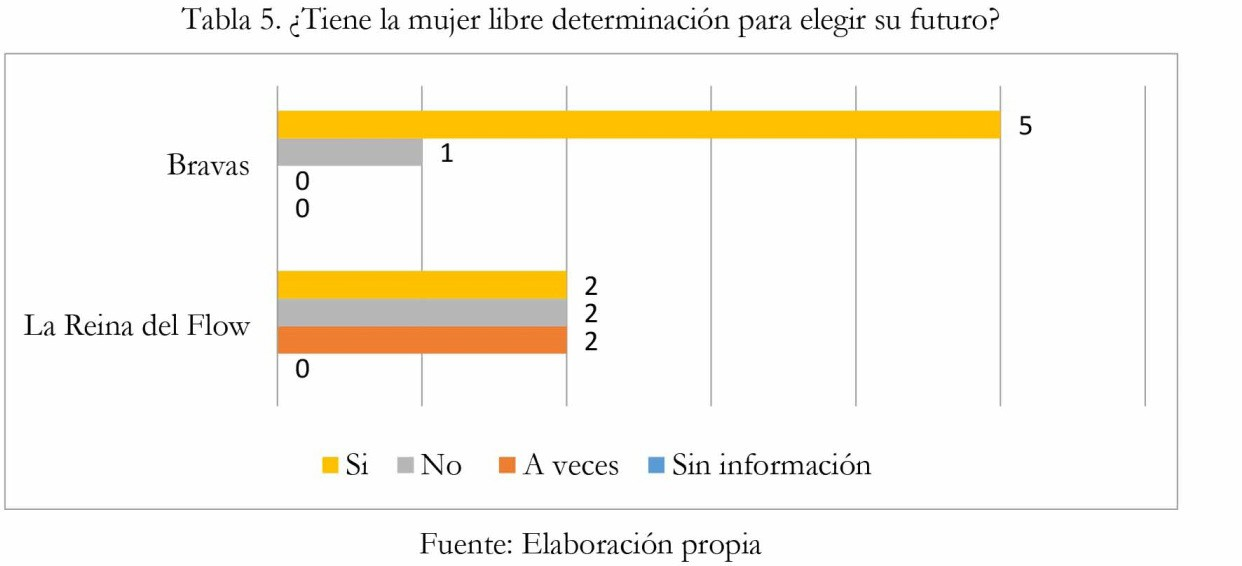 Tabla 5. ¿Tiene la mujer libre determinación para elegir su futuro?
5
Bravas
1
0
0
2
La Reina del Flow
2
2
0
Si No A veces Sin información
Fuente: Elaboración propia